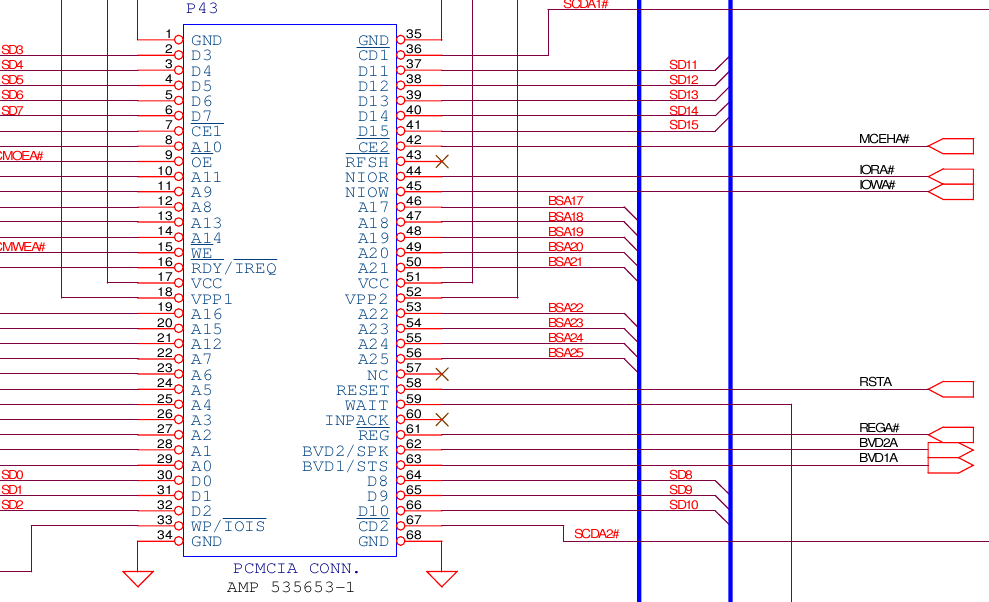 P43
SCDA1#
1 GND GND 35
SD3 2 D3 CD1 36
SD4 3 D4 D11 37 SD11
SD5 4 D5 D12 38 SD12
SD6 5 D6 D13 39 SD13
SD7 6 D7 D14 40 SD14
7 CE1 D15 41 SD15
8 A10 CE2 42 MCEHA#
CMOEA# 9 OE RFSH 43
10 A11 NIOR 44 IORA#
11 A9 NIOW 45 IOWA#
12 A8 A17 46 BSA17
13 A13 A18 47 BSA18
14 A14 A19 48 BSA19
CMWEA# 15 WE A20 49 BSA20
16 RDY/IREQ A21 50 BSA21
17 VCC VCC 51
18 VPP1 VPP2 52
19 A16 A22 53 BSA22
20 A15 A23 54 BSA23
21 A12 A24 55 BSA24
22 A7 A25 56 BSA25
23 A6 NC 57
24 A5 RESET 58 RSTA
25 A4 WAIT 59
26 A3 INPACK 60
27 A2 REG 61 REGA#
28 A1 BVD2/SPK 62 BVD2A
29 A0 BVD1/STS 63 BVD1A
SD0 30 D0 D8 64 SD8
SD1 31 D1 D9 65 SD9
SD2 32 D2 D10 66 SD10
33 WP/IOIS CD2 67 SCDA2#
34 GND GND 68
PCMCIA CONN.
AMP 535653-1